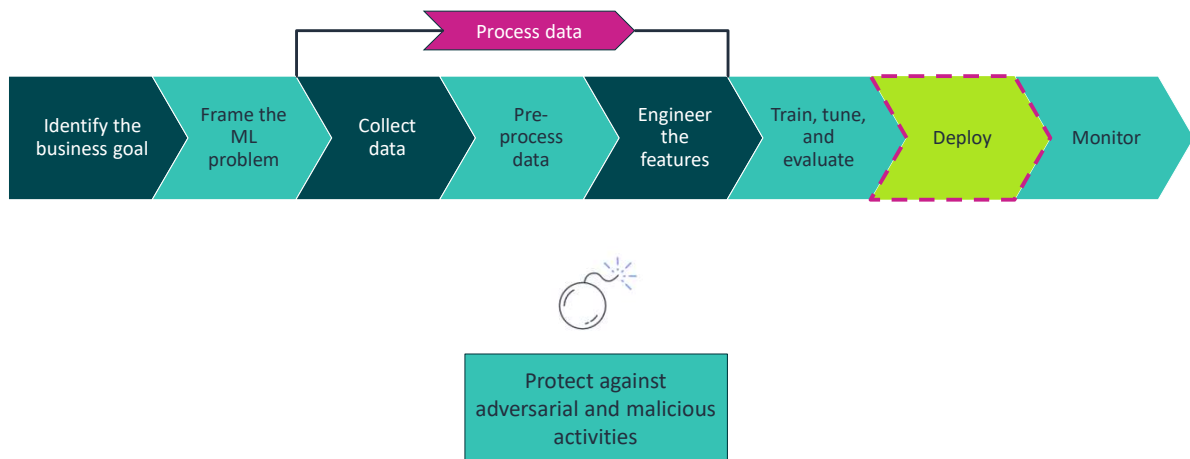 Process data
Identify the
business goal
Frame the
ML
problem
Collect
data
Pre-
process
data
Engineer
the
features
Train, tune,
and
evaluate
Deploy
Monitor
Protect against
adversarial and malicious
activities